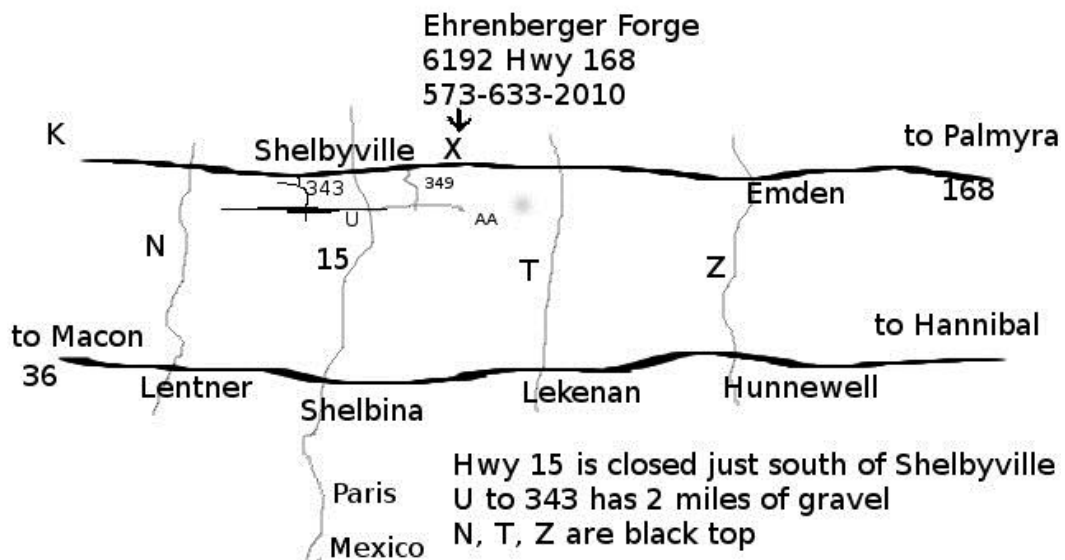 Ehrenberger Forge
6192 Hwy 168
573-633-2010
K
to Palmyra
Shelbyville
X
343
349
Emden
168
U
AA
N
15
T
Z
to Macon
to Hannibal
36
Lentner
Shelbina
Lekenan
Hunnewell
Hwy 15 is closed just south of Shelbyville
Paris
U to 343 has 2 miles of gravel
N, T, Z are black top
Mexico